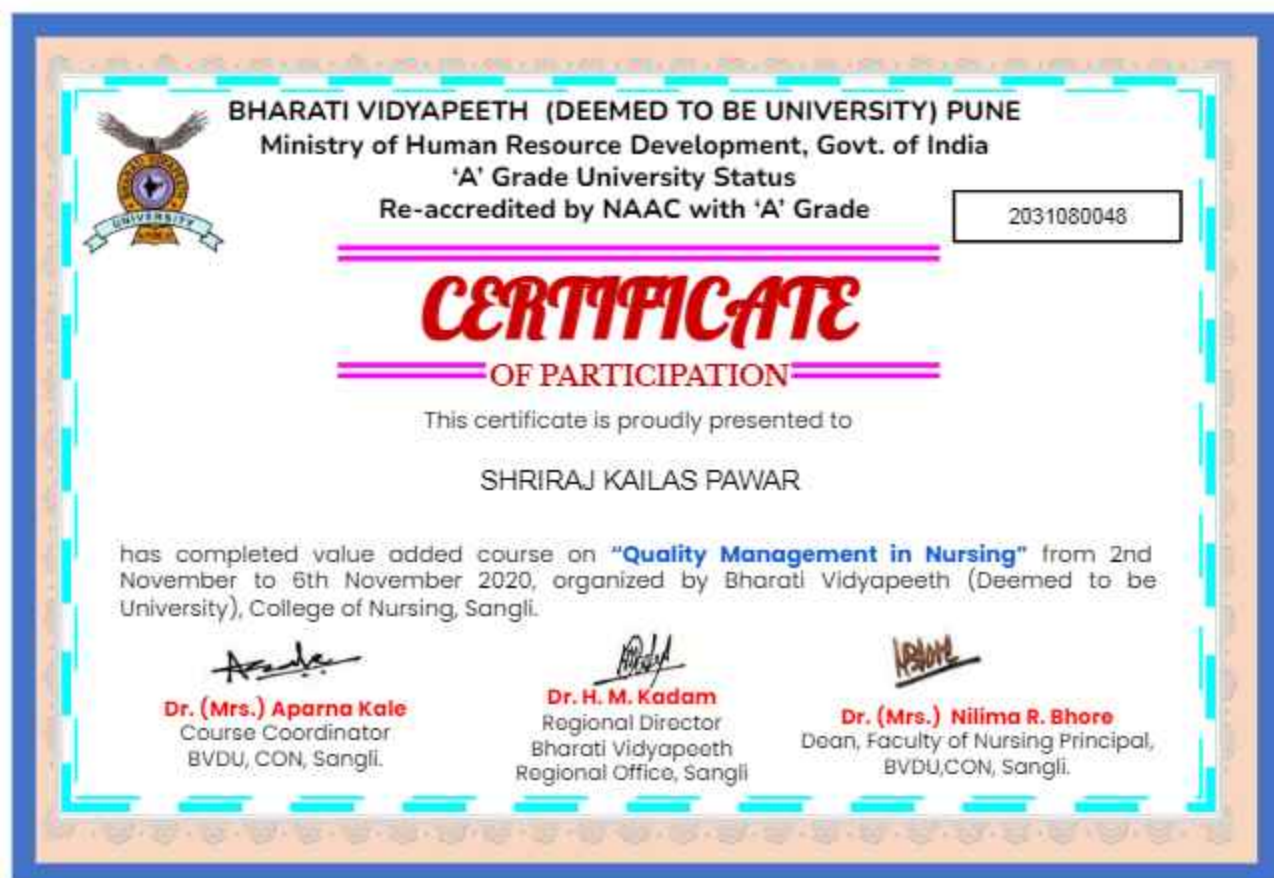 BHARATI VIDYAPEETH (DEEMED TO BE UNIVERSITY) PUNE
Ministry of Human Resource Development, Govt. of India
‘A’ Grade University Status
Re-accredited by NAAC with ‘A’ Grade
2031080048
BHARATI VIDYAPEETH
UNIVERSITY
CERTIFICATE
OF PARTICIPATION
This certificate is proudly presented to
SHRIRAJ KAILAS PAWAR
has completed value added course on “Quality Management in Nursing” from 2nd
November to 6th November 2020, organized by Bharati Vidyapeeth (Deemed to be
University), College of Nursing, Sangli.
Dr. (Mrs.) Aparna Kale
Course Coordinator
BVDU, CON, Sangli.
Dr. H. M. Kadam
Regional Director
Bharati Vidyapeeth
Regional Office, Sangli
Dr. (Mrs.) Nilima R. Bhore
Dean, Faculty of Nursing Principal,
BVDU,CON, Sangli.